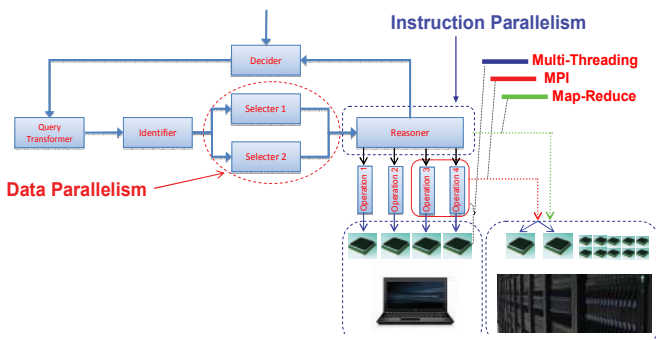 Instruction Parallelism
Decider
Multi-Threading
MPI
Map-Reduce
Selecter 1
Query
Transformer
Identifier
Reasoner
Selecter 2
Data Parallelism
Operation 1
Operation 2
Operation 3
Operation 4